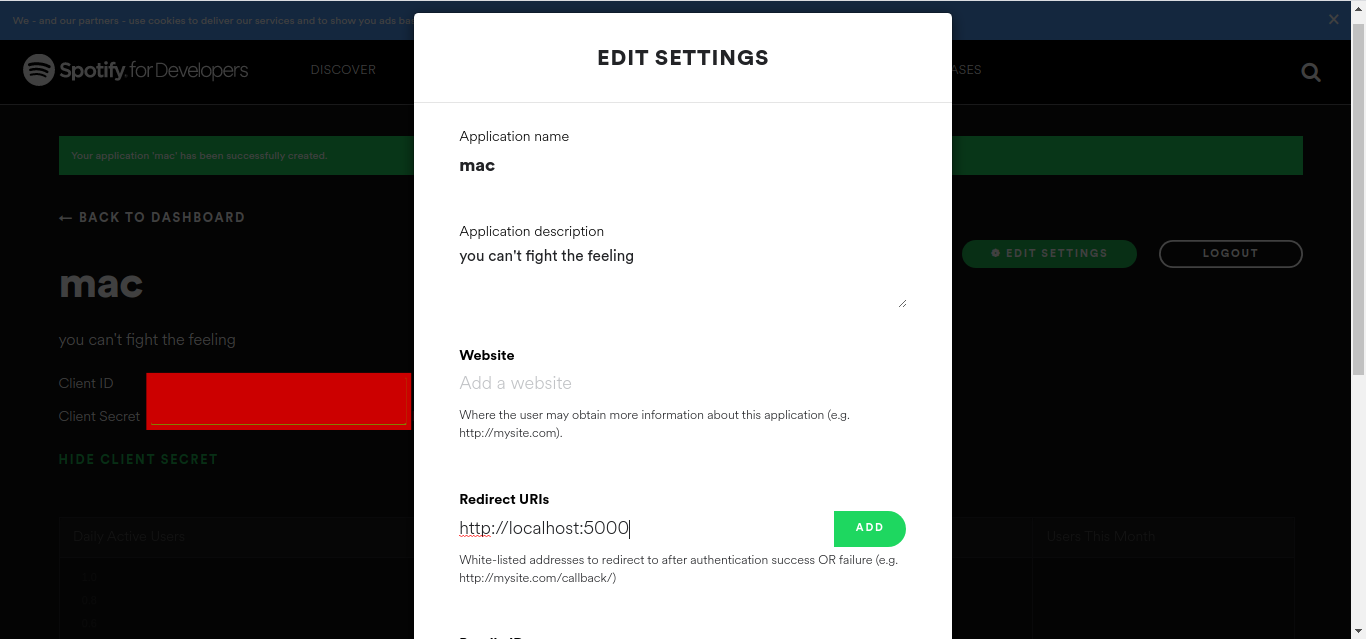 We - and our partners - use cookies to deliver our services and to show you ads ba
×
Spotify for Developers
DISCOVER
ASES
EDIT SETTINGS
Your application 'mac' has been successfully created.
Application name
mac
← BACK TO DASHBOARD
Application description
you can't fight the feeling
EDIT SETTINGS
LOGOUT
mac
you can't fight the feeling
Website
Add a website
Client ID
Client Secret
Where the user may obtain more information about this application (e.g.
http://mysite.com).
HIDE CLIENT SECRET
Redirect URIs
http://localhost:5000
ADD
Daily Active Users
Users This Month
White-listed addresses to redirect to after authentication success OR failure (e.g.
http://mysite.com/callback/)